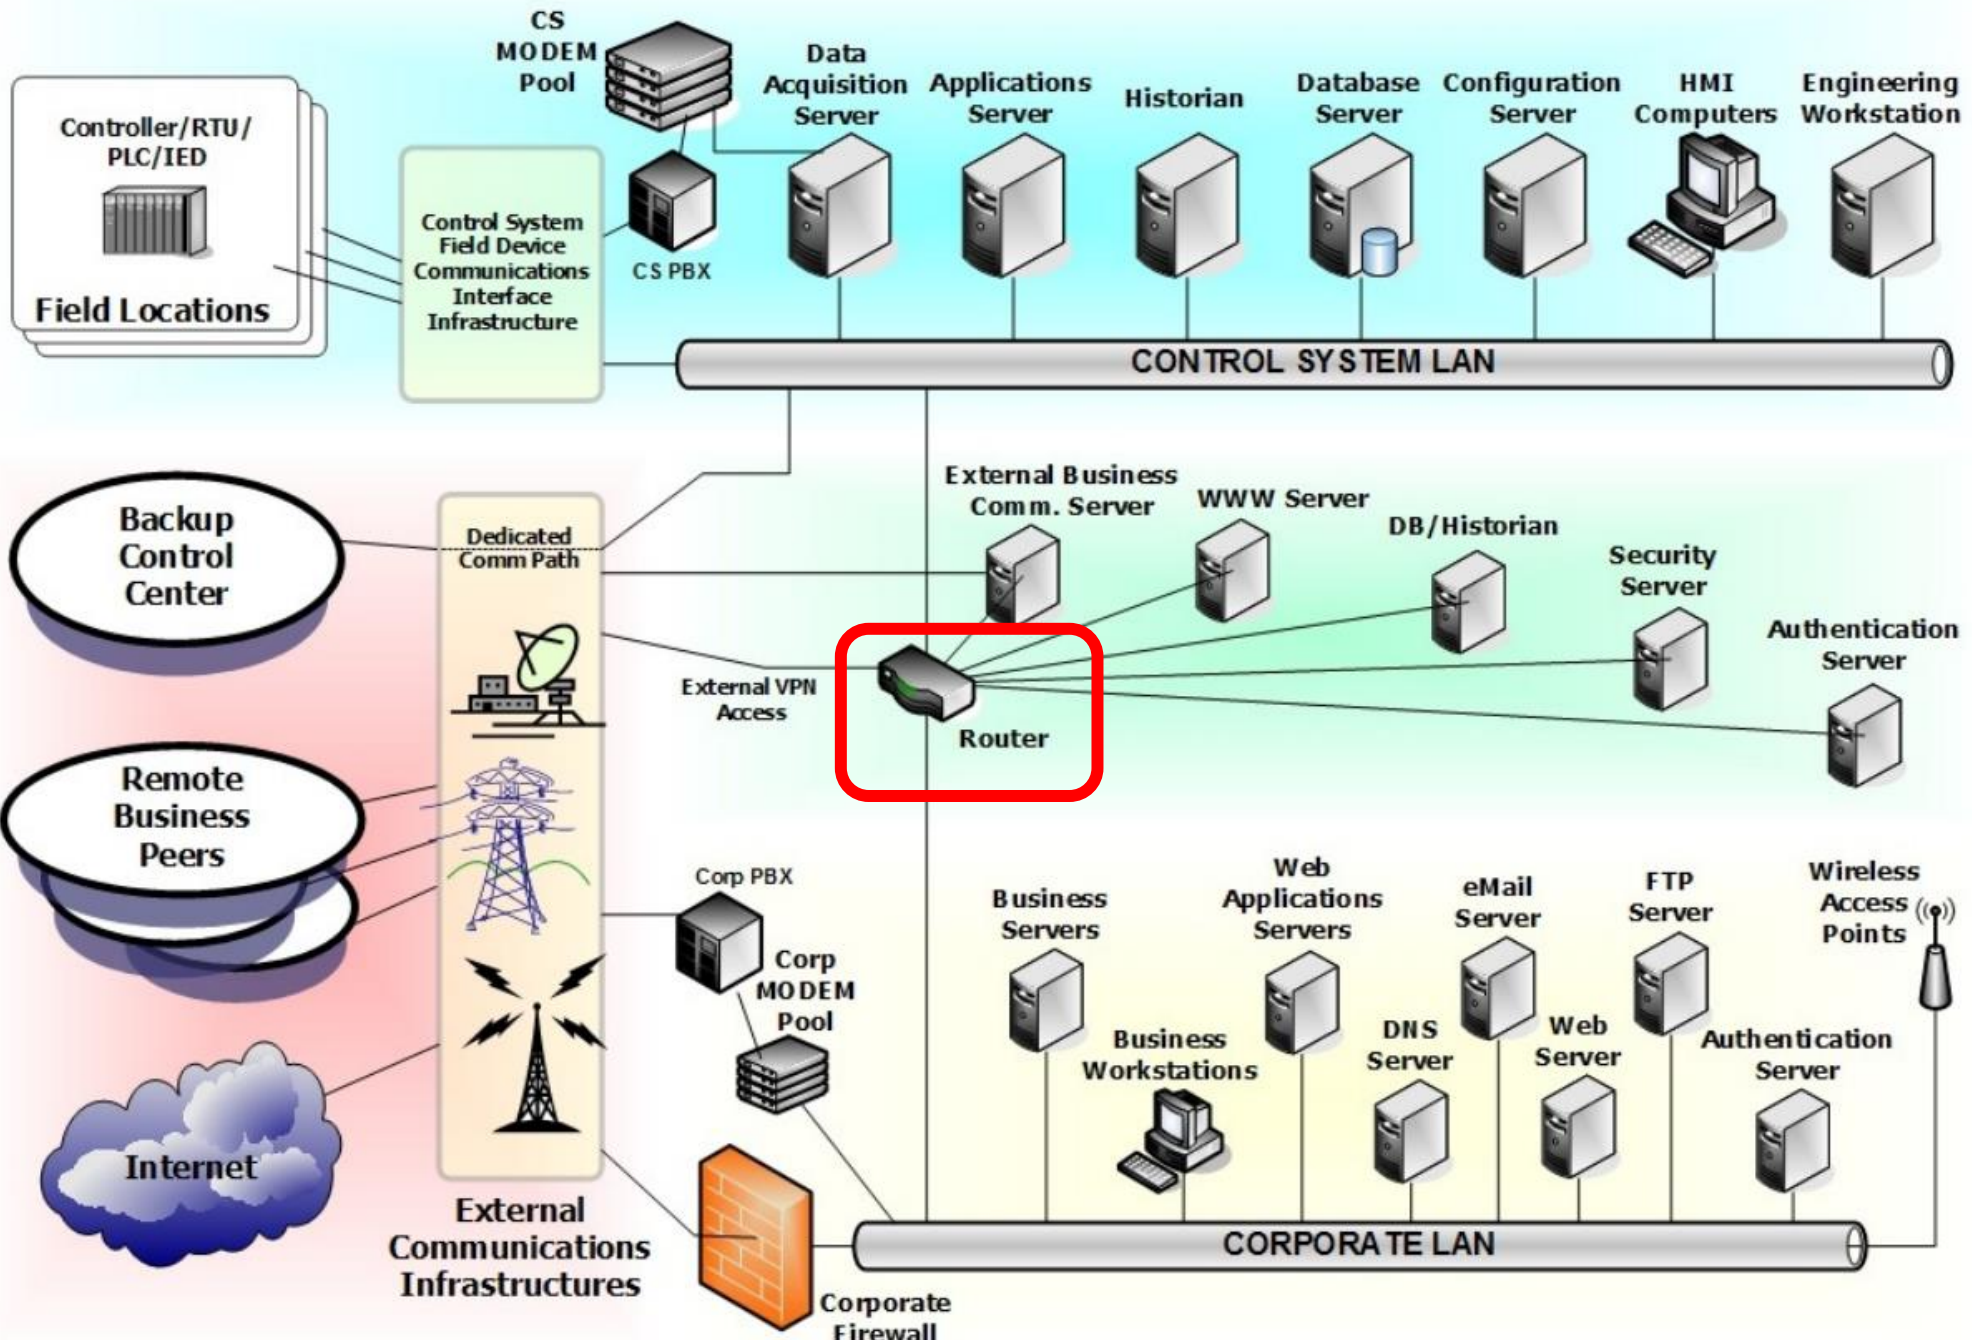 CS
MODEM
Pool
Data
Acquisition
Server
Applications
Server
Historian
Database
Server
Configuration
Server
HMI
Computers
Engineering
Workstation
Controller/RTU/
PLC/IED
Field Locations
Control System
Field Device
Communications
Interface
Infrastructure
CS PBX
CONTROL SYSTEM LAN
Backup
Control
Center
Dedicated
Comm Path
External Business
Comm. Server
WWW Server
DB/Historian
Security
Server
Authentication
Server
External VPN
Access
Router
Remote
Business
Peers
Corp PBX
Corp
MODEM
Pool
Business
Servers
Business
Workstations
Web
Applications
Servers
DNS
Server
eMail
Server
Web
Server
FTP
Server
Authentication
Server
Wireless
Access
Points
Internet
External
Communications
Infrastructures
CORPORATE LAN
Corporate
Firewall